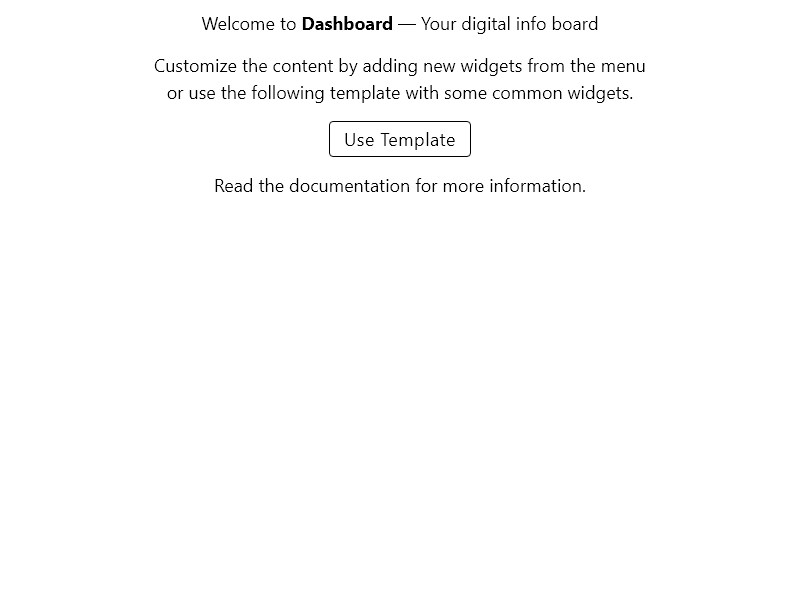 Welcome to Dashboard — Your digital info board
Customize the content by adding new widgets from the menu
or use the following template with some common widgets.
Use Template
Read the documentation for more information.